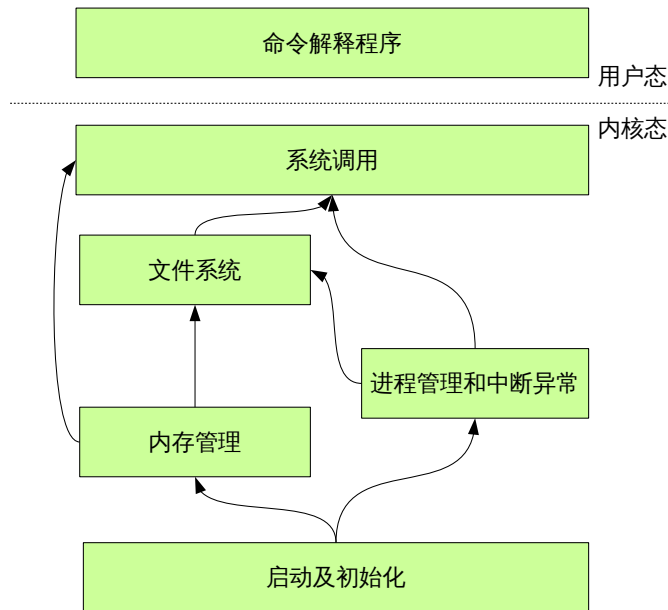 命令解释程序
用户态
内核态
系统调用
文件系统
进程管理和中断异常
内存管理
启动及初始化